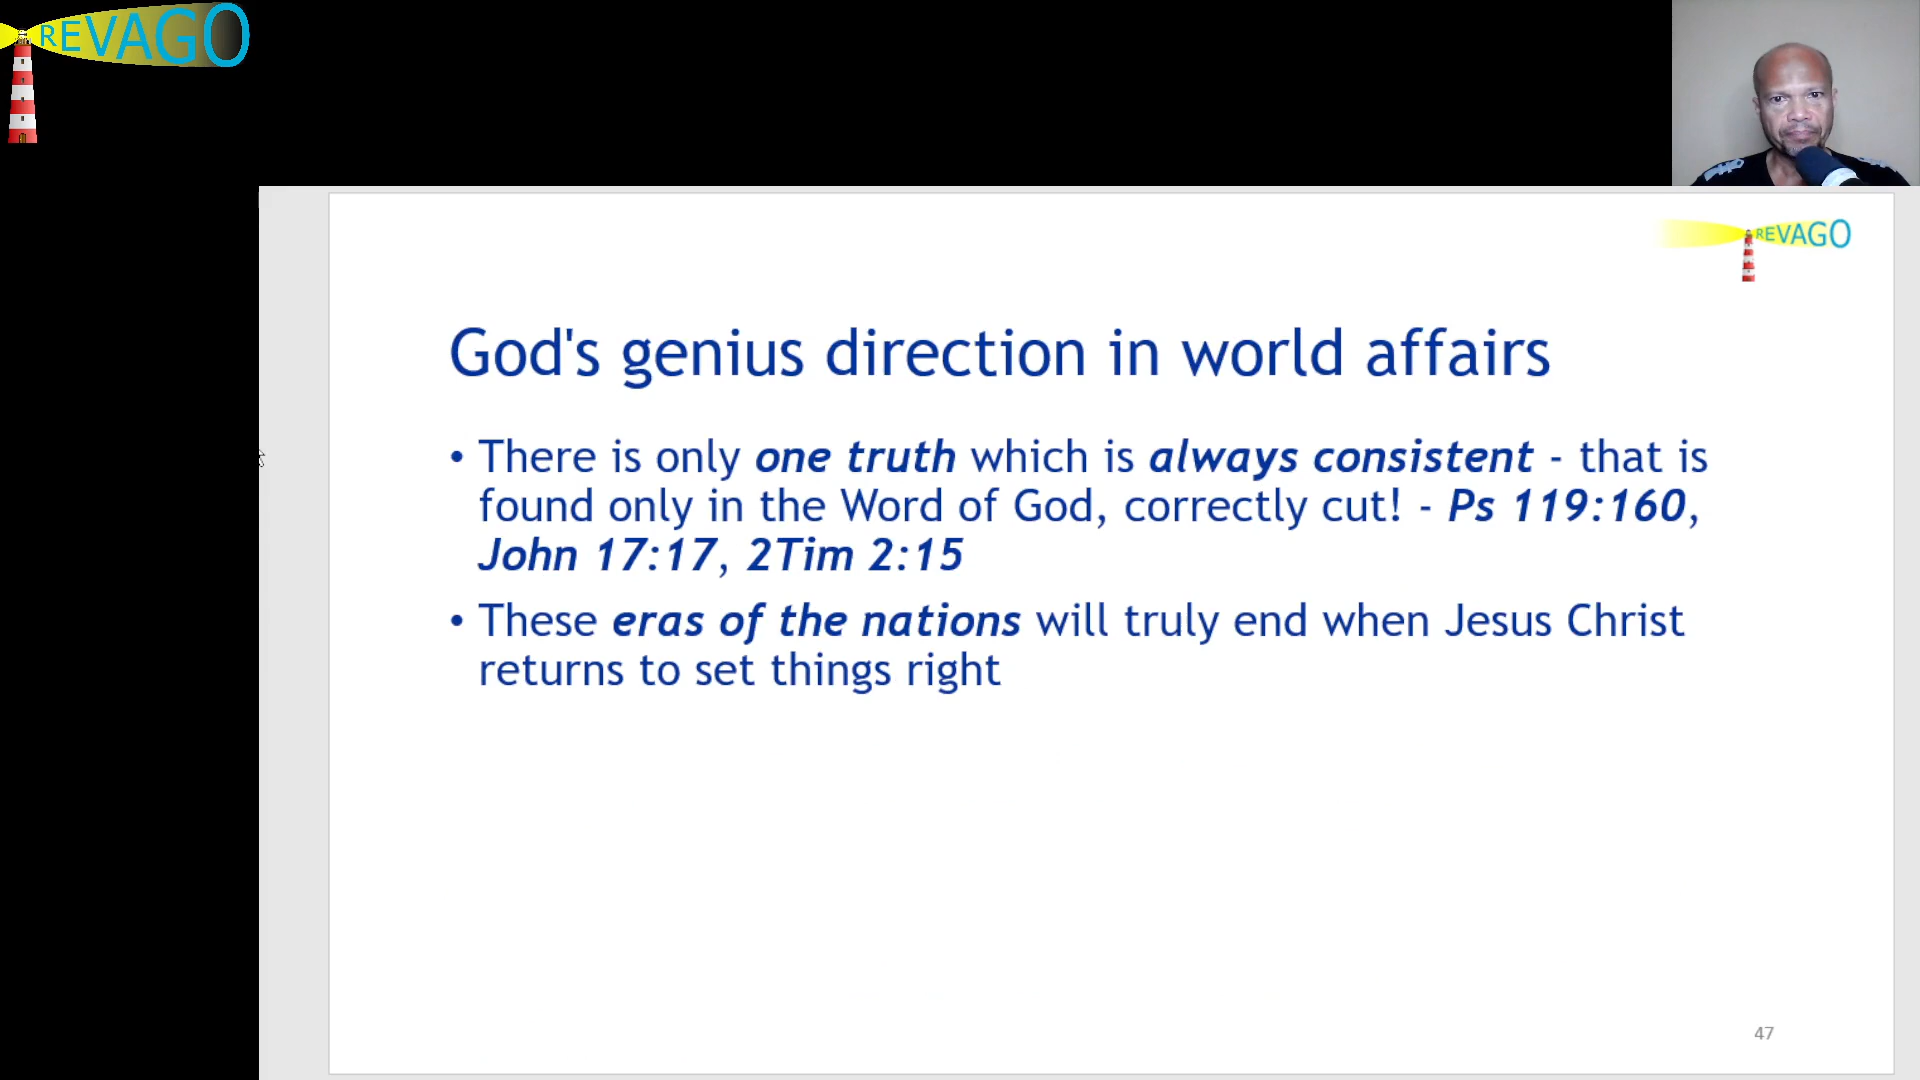 REVAGO
REVAGO
God's genius direction in world affairs
• There is only one truth which is always consistent - that is
found only in the Word of God, correctly cut! - Ps 119:160,
John 17:17, 2Tim 2:15
• These eras of the nations will truly end when Jesus Christ
returns to set things right
47